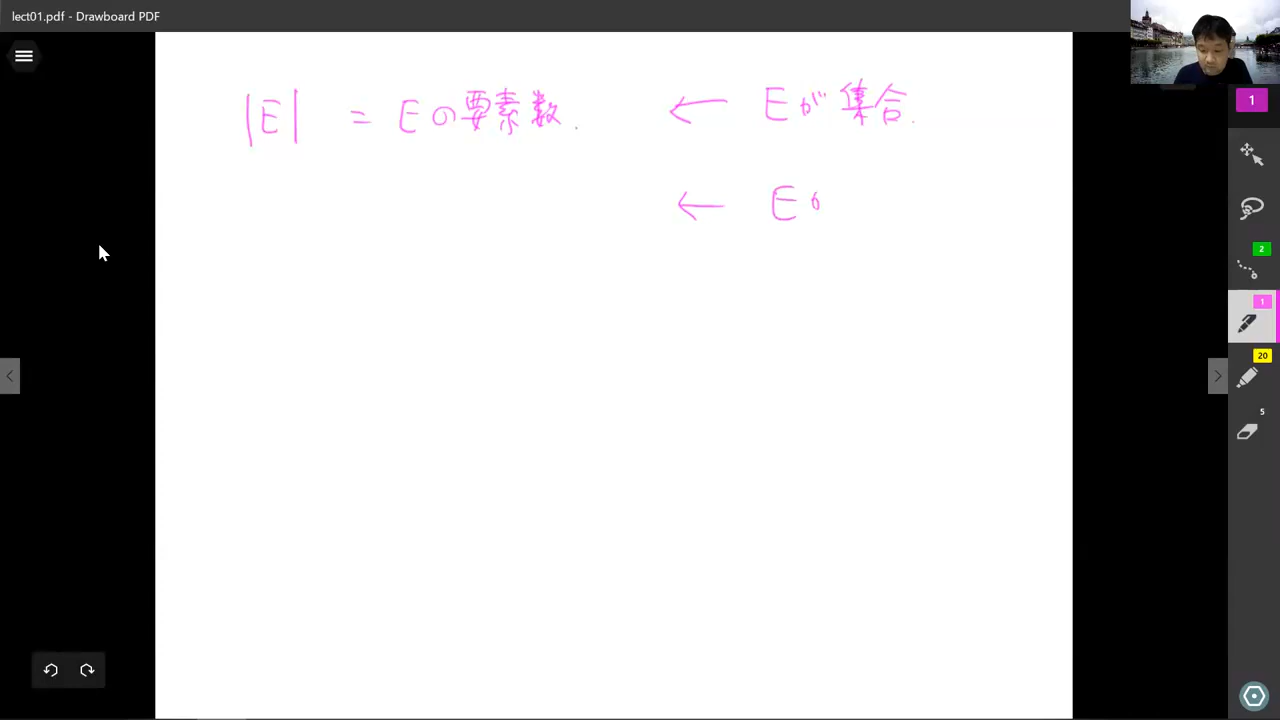 lect01.pdf - Drawboard PDF
|E| = Eの要素数. ← Eが集合.
← E
1
2
1
20
5